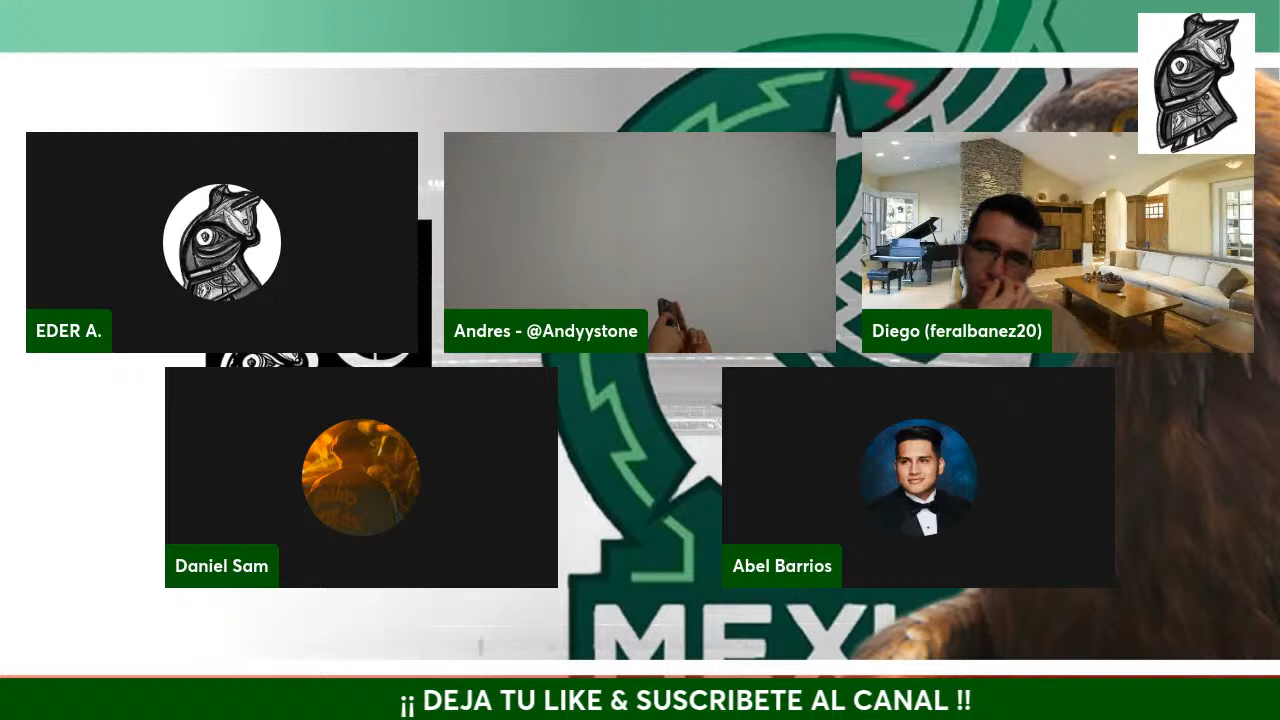 EDER A.
Andres - @Andyystone
Diego (feralbanez20)
Daniel Sam
Abel Barrios
MEXI
¡¡ DEJA TU LIKE & SUSCRIBETE AL CANAL !!